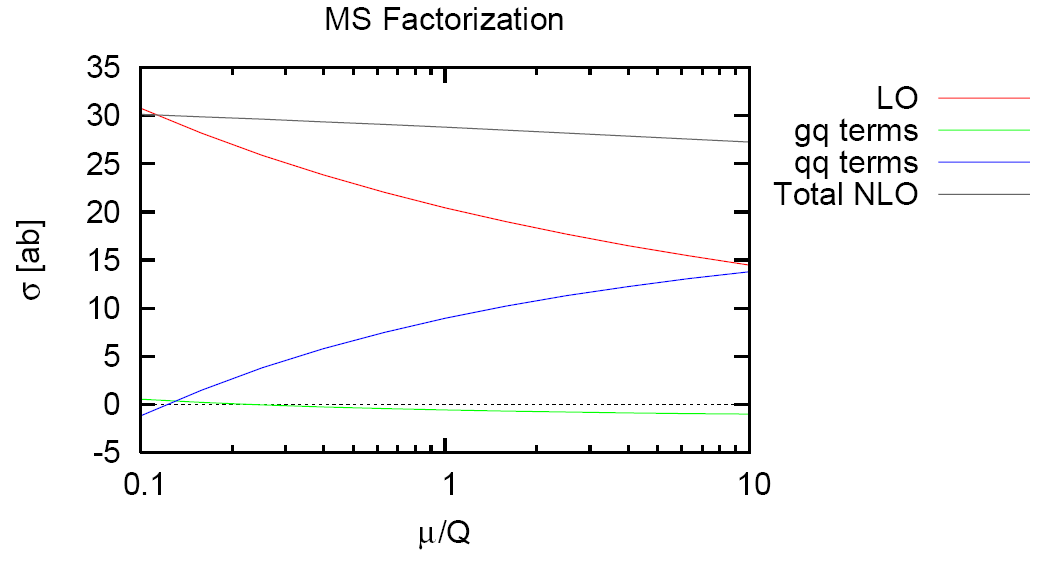 MS Factorization
35
30
25
20
15
10
5
0
-5
0.1
1
10
σ [ab]
μ/Q
LO
gq terms
qq terms
Total NLO